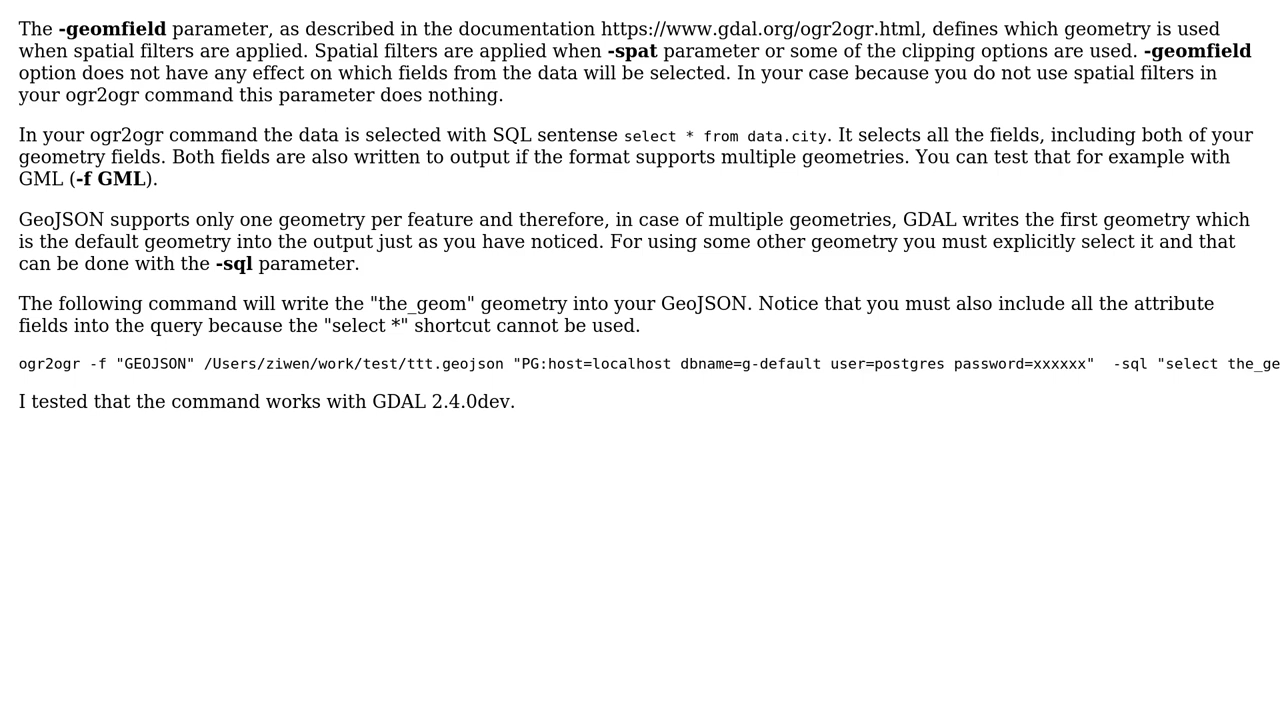 The -geomfield parameter, as described in the documentation https://www.gdal.org/ogr2ogr.html, defines which geometry is used
when spatial filters are applied. Spatial filters are applied when -spat parameter or some of the clipping options are used. -geomfield
option does not have any effect on which fields from the data will be selected. In your case because you do not use spatial filters in
your ogr2ogr command this parameter does nothing.
In your ogr2ogr command the data is selected with SQL sentense select * from data.city. It selects all the fields, including both of your
geometry fields. Both fields are also written to output if the format supports multiple geometries. You can test that for example with
GML (-f GML).
GeoJSON supports only one geometry per feature and therefore, in case of multiple geometries, GDAL writes the first geometry which
is the default geometry into the output just as you have noticed. For using some other geometry you must explicitly select it and that
can be done with the -sql parameter.
The following command will write the "the_geom" geometry into your GeoJSON. Notice that you must also include all the attribute
fields into the query because the "select *" shortcut cannot be used.
ogr2ogr -f "GEOJSON" /Users/ziwen/work/test/ttt.geojson "PG:host=localhost dbname=g-default user=postgres password=xxxxxx"  -sql "select the_ge
I tested that the command works with GDAL 2.4.0dev.